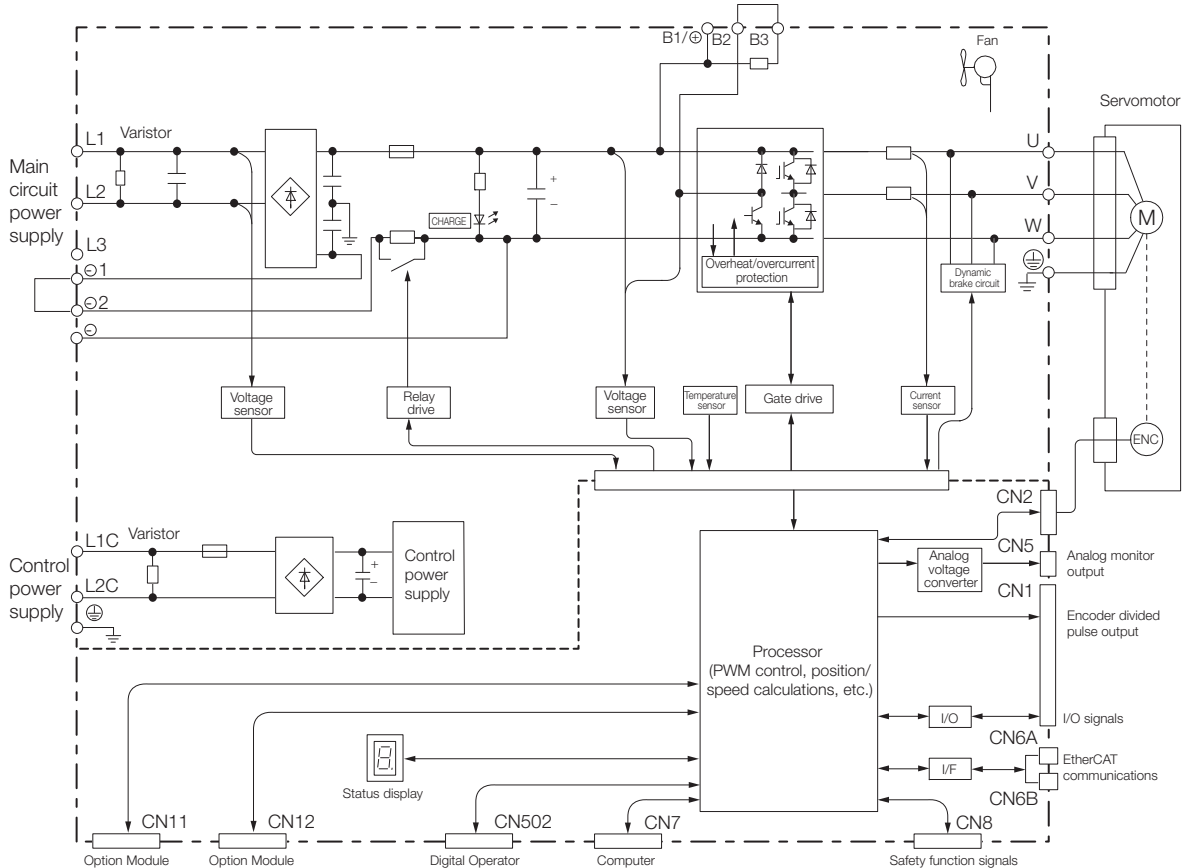 B1/⊕ B2 B3
Fan
Servomotor
L1
Varistor
U
Main
circuit
power
supply
V
L2
+
–
CHARGE
M
W
L3
⊖ 1
Overheat/overcurrent
protection
Dynamic
brake circuit
⊖ 2
⊖
Voltage
sensor
Relay
drive
Voltage
sensor
Temperature
sensor
Gate drive
Current
sensor
ENC
CN2
L1C
Varistor
CN5
Control
power
supply
+
–
Control
power
supply
Analog
voltage
converter
Analog monitor
output
L2C
CN1
Encoder divided
pulse output
Processor
(PWM control, position/
speed calculations, etc.)
I/O
I/O signals
CN6A
8
Status display
I/F
EtherCAT
communications
CN6B
CN11
CN12
CN502
CN7
CN8
Option Module
Option Module
Digital Operator
Computer
Safety function signals